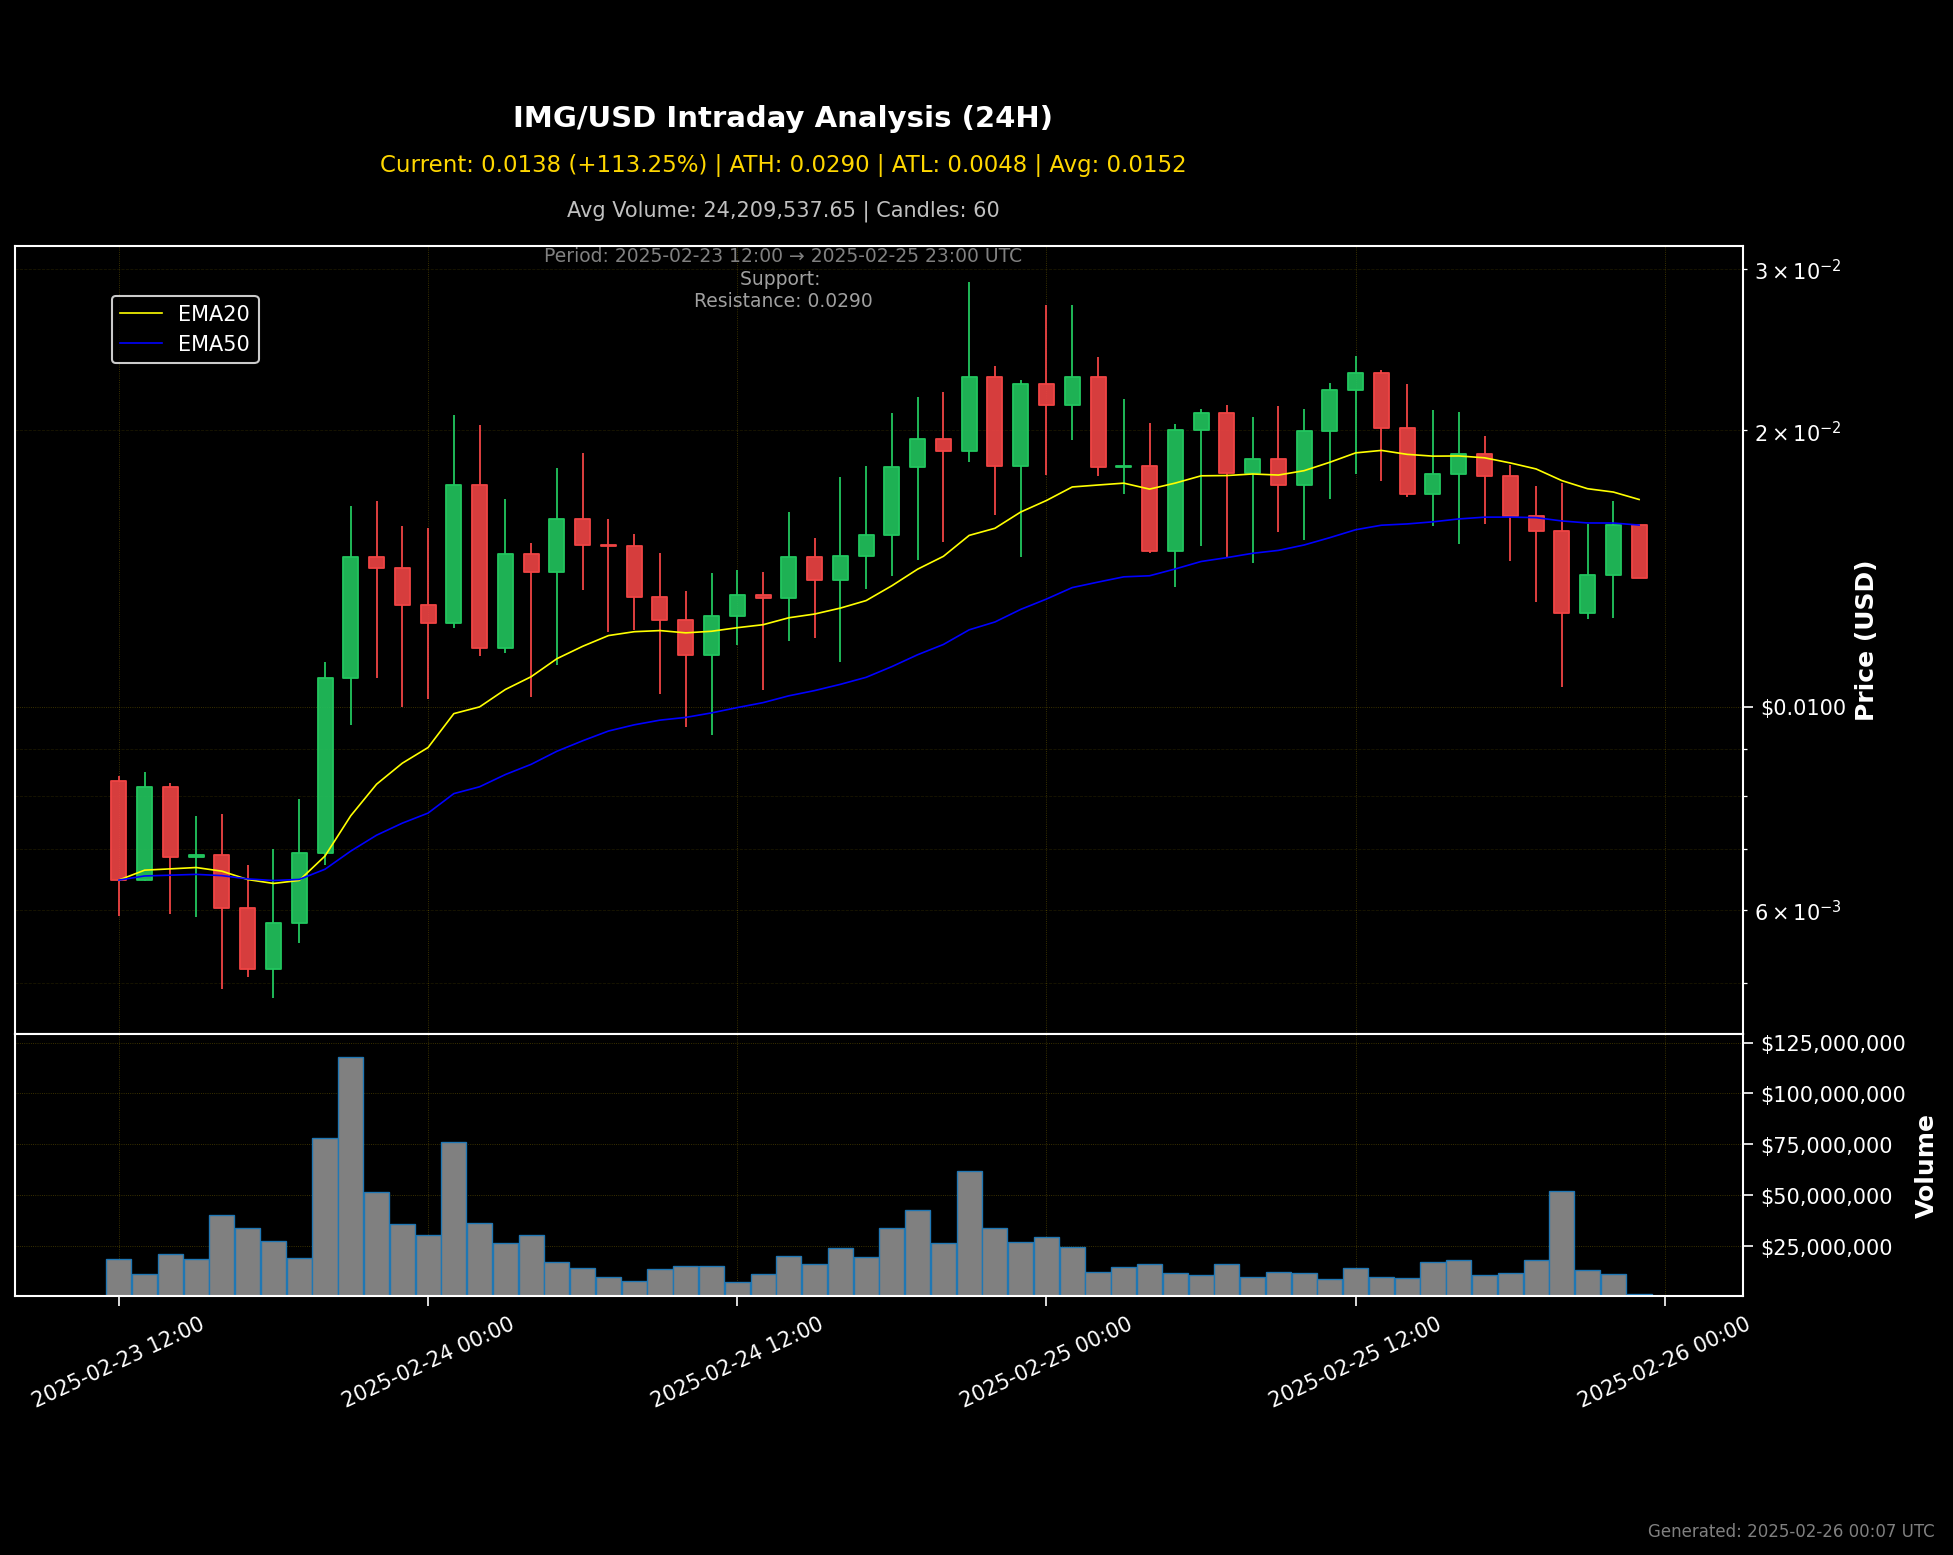 IMG/USD Intraday Analysis (24H)
Current: 0.0138 (+113.25%) | ATH: 0.0290 | ATL: 0.0048 | Avg: 0.0152
Avg Volume: 24,209,537.65 | Candles: 60
Period: 2025-02-23 12:00 → 2025-02-25 23:00 UTC
Support:
Resistance: 0.0290
EMA20
EMA50
3 × 10⁻²
2 × 10⁻²
$0.0100
6 × 10⁻³
Price (USD)
$125,000,000
$100,000,000
$75,000,000
$50,000,000
$25,000,000
Volume
2025-02-23 12:00
2025-02-24 00:00
2025-02-24 12:00
2025-02-25 00:00
2025-02-25 12:00
2025-02-26 00:00
Generated: 2025-02-26 00:07 UTC